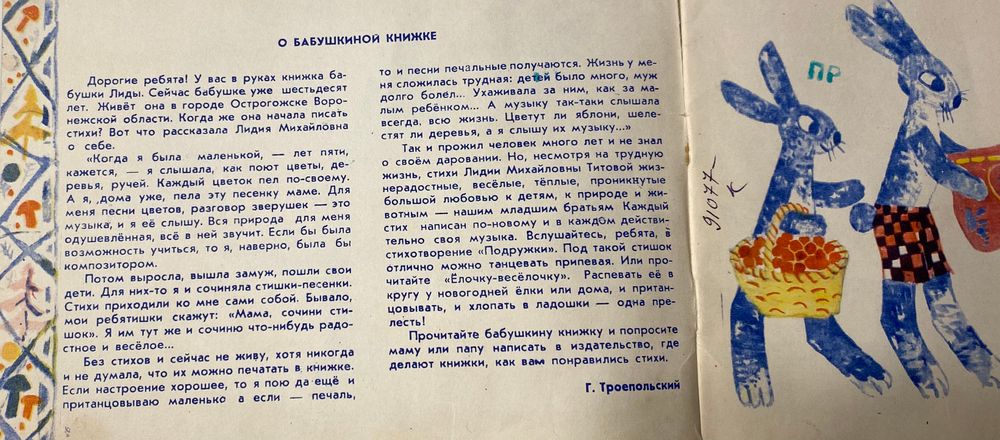 О БАБУШКИНОЙ КНИЖКЕ
Дорогие ребята! У вас в руках книжка ба-
бушки Лиды. Сейчас бабушке уже шестьдесят
лет. Живёт она в городе Острогожске Воро-
нежской области. Когда же она начала писать
стихи? Вот что рассказала Лидия Михайловна
о себе.
«Когда я была маленькой, — лет пяти,
кажется, — я слышала, как поют цветы, де-
ревья, ручей. Каждый цветок пел по-своему.
А я, дома уже, пела эту песенку маме. Для
меня песни цветов, разговор зверушек — это
музыка, и я её слышу. Вся природа для меня
одушевлённая, всё в ней звучит. Если бы была
возможность учиться, то я, наверно, была бы
композитором.
Потом выросла, вышла замуж, пошли свои
дети. Для них-то я и сочиняла стишки-песенки.
Стихи приходили ко мне сами собой. Бывало,
мои ребятишки скажут: «Мама, сочини сти-
шок». Я им тут же и сочиню что-нибудь радо-
стное и весёлое...
Без стихов и сейчас не живу, хотя никогда
и не думала, что их можно печатать в книжке.
Если настроение хорошее, то я пою да ещё и
пританцовываю маленько а если — печаль,
то и песни печальные получаются. Жизнь у ме-
ня сложилась трудная: детей было много, муж
долго болел... Ухаживала за ним, как за ма-
лым ребёнком... А музыку так-таки слышала
всегда, всю жизнь. Цветут ли яблони, шеле-
стят ли деревья, а я слышу их музыку...»
Так и прожил человек много лет и не знал
о своём даровании. Но, несмотря на трудную
жизнь, стихи Лидии Михайловны Титовой жиз-
нерадостные, весёлые, тёплые, проникнутые
большой любовью к детям, к природе и жи-
вотным — нашим младшим братьям Каждый
стих написан по-новому и в каждом действи-
тельно своя музыка. Вслушайтесь, ребята, в
стихотворение «Подружки». Под такой стишок
отлично можно танцевать припевая. Или про-
читайте «Ёлочку-весёлочку». Распевать её в
кругу у новогодней ёлки или дома, и притан-
цовывать, и хлопать в ладошки — одна пре-
лесть!
Прочитайте бабушкину книжку и попросите
маму или папу написать в издательство, где
делают книжки, как вам понравились стихи.
Г. Троепольский
ПР
91077